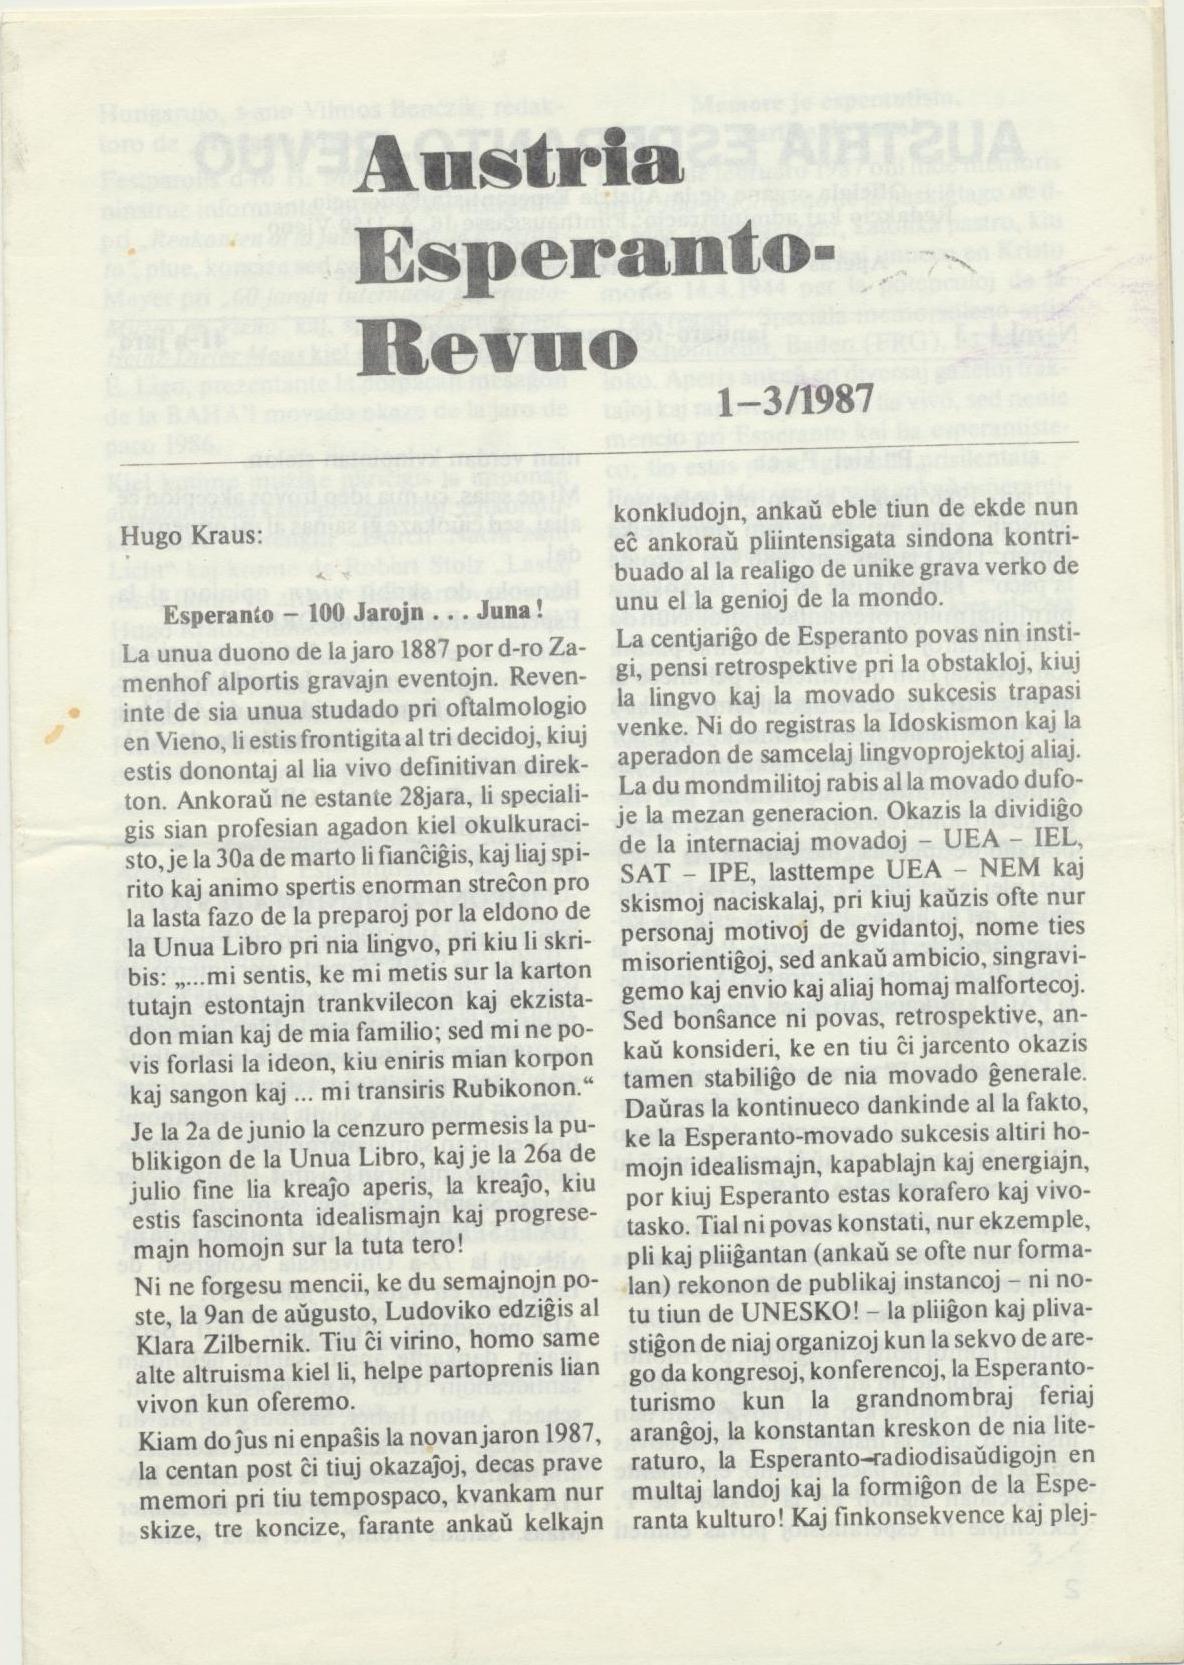 Austria
Esperanto-
Revuo
1–3/1987
Hugo Kraus:
Esperanto – 100 Jarojn . . . Juna!
La unua duono de la jaro 1887 por d-ro Za-
menhof alportis gravajn eventojn. Reven-
inte de sia unua studado pri oftalmologio
en Vieno, li estis frontigita al tri decidoj, kiuj
estis donontaj al lia vivo definitivan direk-
ton. Ankoraŭ ne estante 28jara, li speciali-
gis sian profesian agadon kiel okulkuraci-
sto, je la 30a de marto li fianĉiĝis, kaj liaj spi-
rito kaj animo spertis enorman streĉon pro
la lasta fazo de la preparoj por la eldono de
la Unua Libro pri nia lingvo, pri kiu li skri-
bis: „...mi sentis, ke mi metis sur la karton
tutajn estontajn trankvilecon kaj ekzista-
don mian kaj de mia familio; sed mi ne po-
vis forlasi la ideon, kiu eniris mian korpon
kaj sangon kaj ... mi transiris Rubikonon.“
Je la 2a de junio la cenzuro permesis la pu-
blikigon de la Unua Libro, kaj je la 26a de
julio fine lia kreaĵo aperis, la kreaĵo, kiu
estis fascinonta idealismajn kaj progrese-
majn homojn sur la tuta tero!
Ni ne forgesu mencii, ke du semajnojn po-
ste, la 9an de aŭgusto, Ludoviko edziĝis al
Klara Zilbernik. Tiu ĉi virino, homo same
alte altruisma kiel li, helpe partoprenis lian
vivon kun oferemo.
Kiam do ĵus ni enpaŝis la novan jaron 1987,
la centan post ĉi tiuj okazaĵoj, decas prave
memori pri tiu tempospaco, kvankam nur
skize, tre koncize, farante ankaŭ kelkajn
konkludojn, ankaŭ eble tiun de ekde nun
eĉ ankoraŭ pliintensigata sindona kontri-
buado al la realigo de unike grava verko de
unu el la genioj de la mondo.
La centjariĝo de Esperanto povas nin insti-
gi, pensi retrospektive pri la obstakloj, kiuj
la lingvo kaj la movado sukcesis trapasi
venke. Ni do registras la Idoskismon kaj la
aperadon de samcelaj lingvoprojektoj aliaj.
La du mondmilitoj rabis al la movado dufo-
je la mezan generacion. Okazis la dividiĝo
de la internaciaj movadoj – UEA – IEL,
SAT – IPE, lasttempe UEA – NEM kaj
skismoj naciskalaj, pri kiuj kaŭzis ofte nur
personaj motivoj de gvidantoj, nome ties
misorientiĝoj, sed ankaŭ ambicio, singravi-
gemo kaj envio kaj aliaj homaj malfortecoj.
Sed bonŝance ni povas, retrospektive, an-
kaŭ konsideri, ke en tiu ĉi jarcento okazis
tamen stabiliĝo de nia movado ĝenerale.
Daŭras la kontinueco dankinde al la fakto,
ke la Esperanto-movado sukcesis altiri ho-
mojn idealismajn, kapablajn kaj energiajn,
por kiuj Esperanto estas korafero kaj vivo-
tasko. Tial ni povas konstati, nur ekzemple,
pli kaj pliiĝantan (ankaŭ se ofte nur forma-
lan) rekonon de publikaj instancoj – ni no-
tu tiun de UNESKO! – la pliiĝon kaj pliva-
stiĝon de niaj organizoj kun la sekvo de are-
go da kongresoj, konferencoj, la Esperanto-
turismo kun la grandnombraj feriaj
aranĝoj, la konstantan kreskon de nia lite-
raturo, la Esperanto-radiodisaŭdigojn en
multaj landoj kaj la formiĝon de la Espe-
ranta kulturo! Kaj finkonsekvence kaj plej-